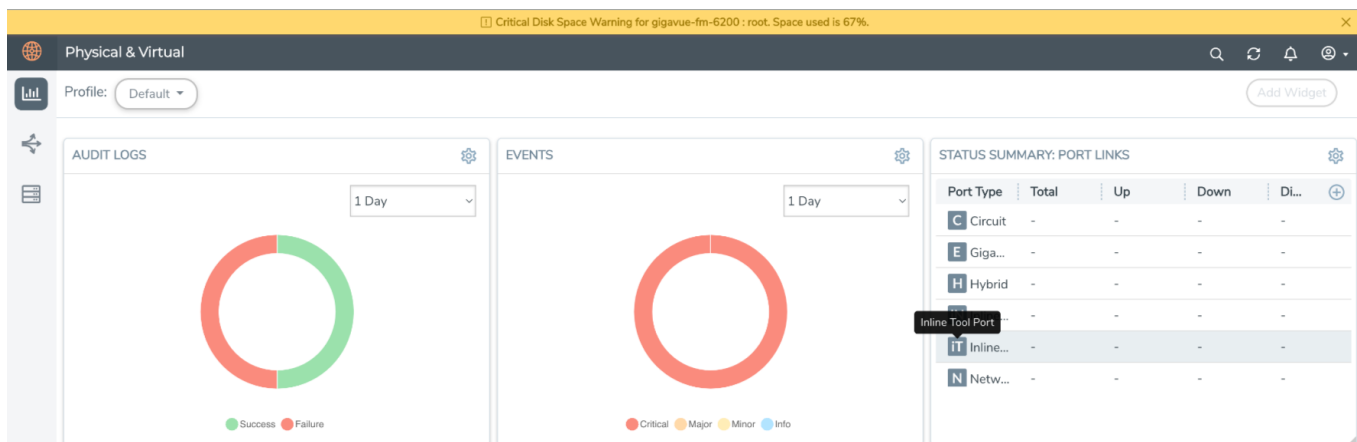 Critical Disk Space Warning for gigavue-fm-6200 : root. Space used is 67%.
Physical & Virtual
Profile: Default
Add Widget
AUDIT LOGS
1 Day
Success Failure
EVENTS
1 Day
Critical Major Minor Info
STATUS SUMMARY: PORT LINKS
Port Type Total Up Down Di...
C Circuit - - - -
E Giga... - - - -
H Hybrid - - - -
... - - - -
Inline Tool Port
iT Inline... - - - -
N Netw... - - - -